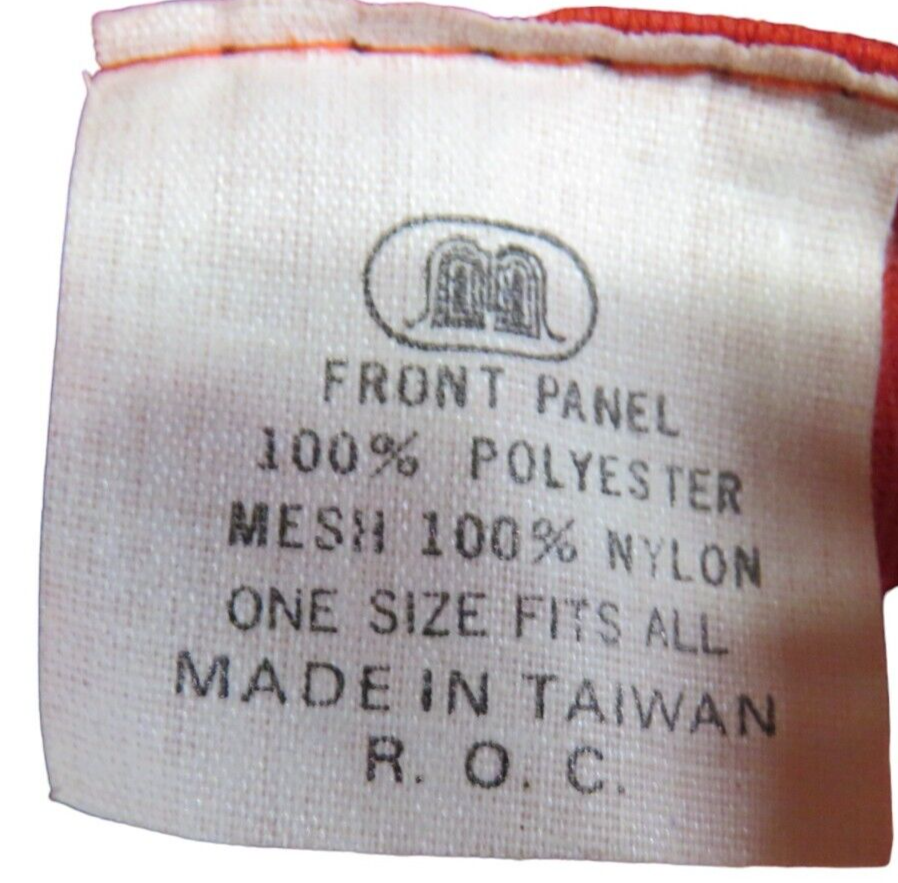 FRONT PANEL
100% POLYESTER
MESH 100% NYLON
ONE SIZE FITS ALL
MADE IN TAIWAN
R. O. C.